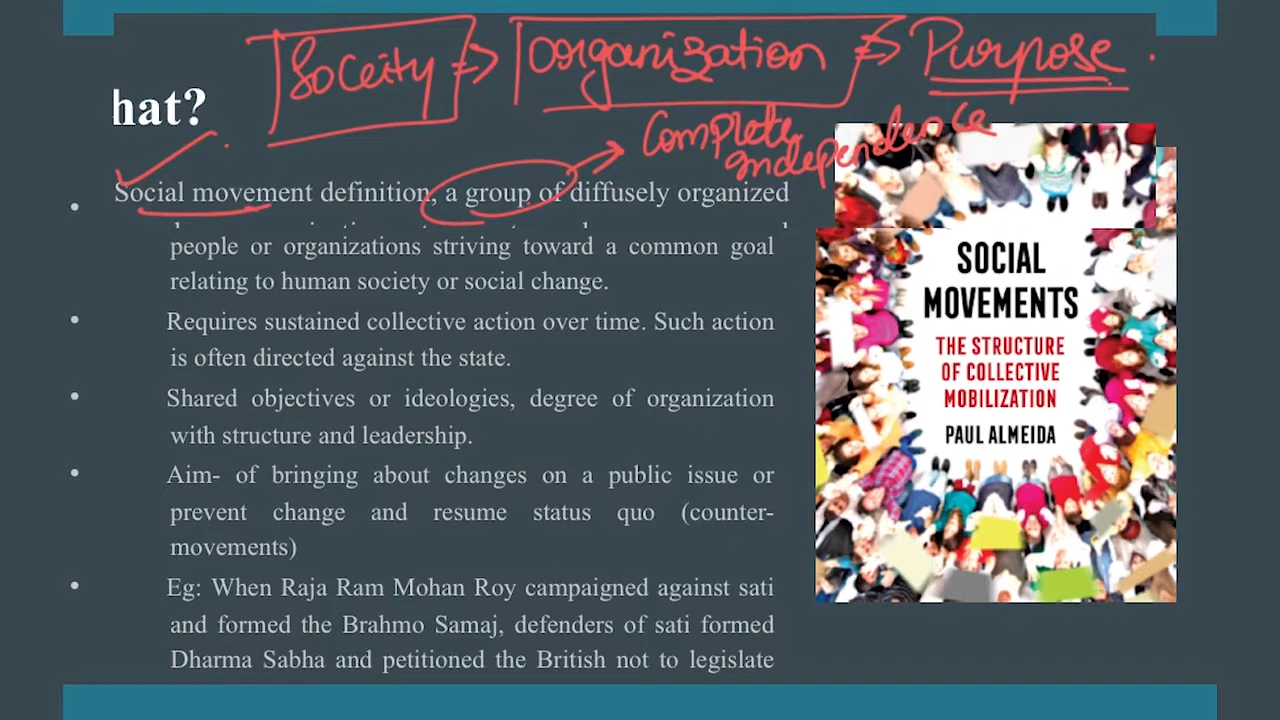 Soceity => Organization => Purpose.
hat?
Complete
independence
• Social movement definition, a group of diffusely organized
people or organizations striving toward a common goal
relating to human society or social change.
• Requires sustained collective action over time. Such action
is often directed against the state.
• Shared objectives or ideologies, degree of organization
with structure and leadership.
• Aim- of bringing about changes on a public issue or
prevent change and resume status quo (counter-
movements)
• Eg: When Raja Ram Mohan Roy campaigned against sati
and formed the Brahmo Samaj, defenders of sati formed
Dharma Sabha and petitioned the British not to legislate
SOCIAL
MOVEMENTS
THE STRUCTURE
OF COLLECTIVE
MOBILIZATION
PAUL ALMEIDA